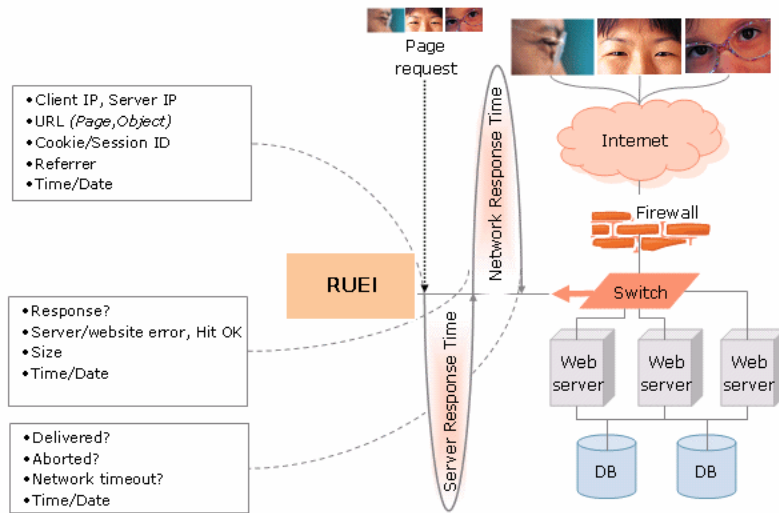 Page
request
• Client IP, Server IP
• URL (Page,Object)
• Cookie/Session ID
• Referrer
• Time/Date
Network Response Time
Internet
Firewall
RUEI
Switch
• Response?
• Server/website error, Hit OK
• Size
• Time/Date
Server Response Time
Web
server
Web
server
Web
server
• Delivered?
• Aborted?
• Network timeout?
• Time/Date
DB
DB